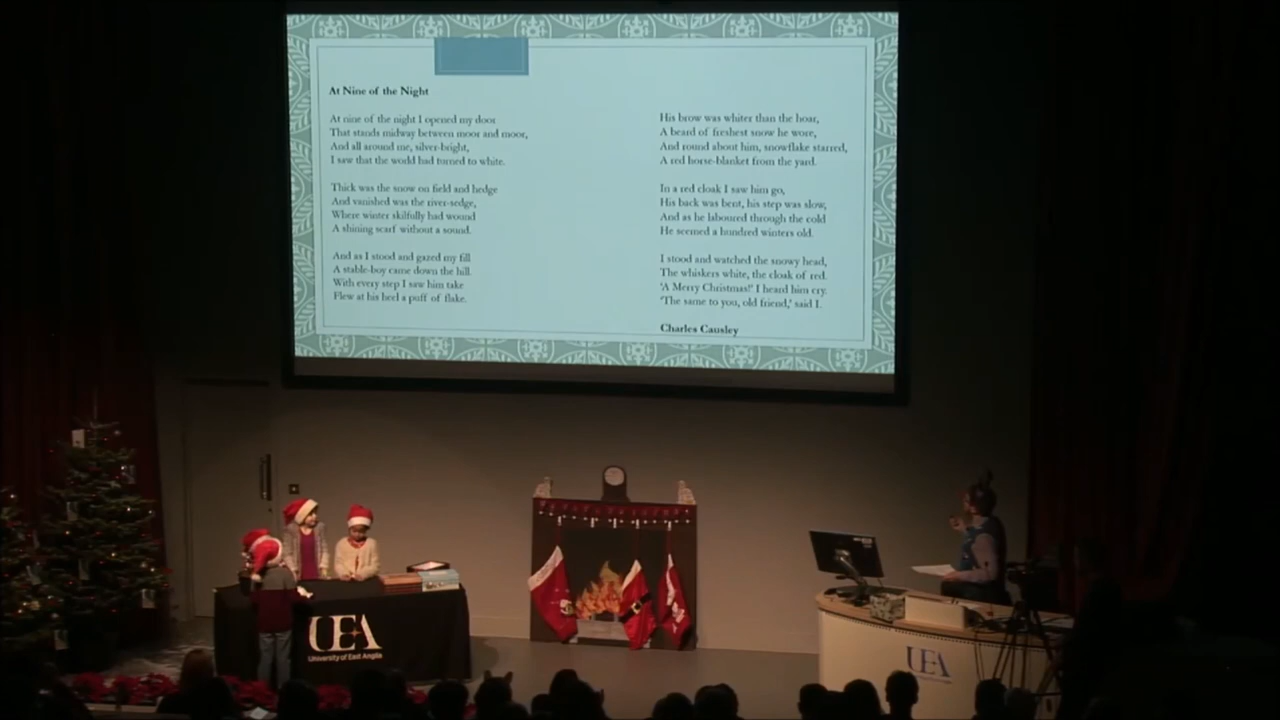 At Nine of the Night
At nine of the night I opened my door
That stands midway between moor and moor,
And all around me, silver-bright,
I saw that the world had turned to white.
Thick was the snow on field and hedge
And vanished was the river-sedge,
Where winter skilfully had wound
A shining scarf without a sound.
And as I stood and gazed my fill
A stable-boy came down the hill.
With every step I saw him take
Flew at his heel a puff of flake.
His brow was whiter than the hoar,
A beard of freshest snow he wore,
And round about him, snowflake starred,
A red horse-blanket from the yard.
In a red cloak I saw him go,
His back was bent, his step was slow,
And as he laboured through the cold
He seemed a hundred winters old.
I stood and watched the snowy head,
The whiskers white, the cloak of red.
'A Merry Christmas!' I heard him cry.
'The same to you, old friend,' said I.
Charles Causley
UEA
University of East Anglia
UEA